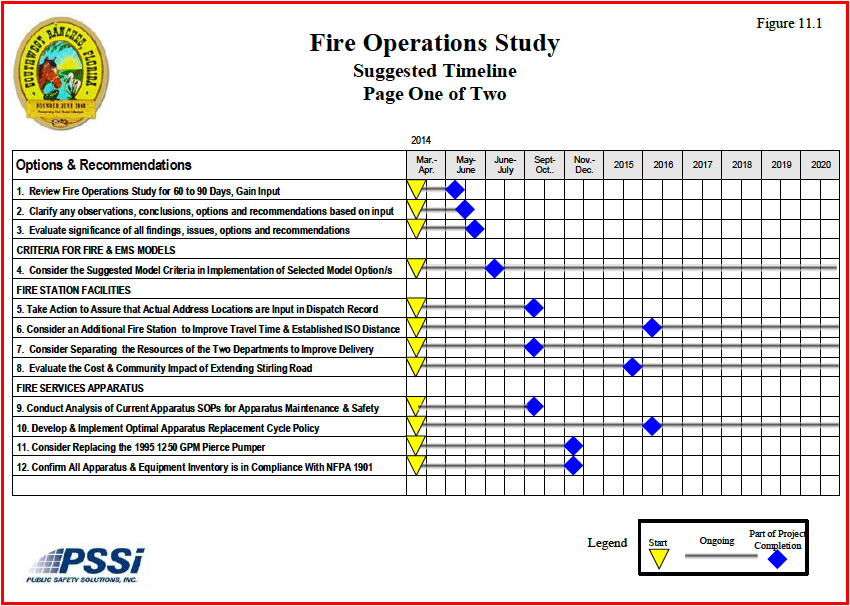 Figure 11.1
SOUTHWEST RANCHES, FLORIDA
FOUNDED JUNE 2000
Fire Operations Study
Suggested Timeline
Page One of Two
2014
Options & Recommendations
Mar.-
Apr.
May-
June
June-
July
Sept-
Oct..
Nov.-
Dec.
2015
2016
2017
2018
2019
2020
1. Review Fire Operations Study for 60 to 90 Days, Gain Input
2. Clarify any observations, conclusions, options and recommendations based on input
3. Evaluate significance of all findings, issues, options and recommendations
CRITERIA FOR FIRE & EMS MODELS
4. Consider the Suggested Model Criteria in Implementation of Selected Model Option/s
FIRE STATION FACILITIES
5. Take Action to Assure that Actual Address Locations are Input in Dispatch Record
6. Consider an Additional Fire Station to Improve Travel Time & Established ISO Distance
7. Consider Separating the Resources of the Two Departments to Improve Delivery
8. Evaluate the Cost & Community Impact of Extending Stirling Road
FIRE SERVICES APPARATUS
9. Conduct Analysis of Current Apparatus SOPs for Apparatus Maintenance & Safety
10. Develop & Implement Optimal Apparatus Replacement Cycle Policy
11. Consider Replacing the 1995 1250 GPM Pierce Pumper
12. Confirm All Apparatus & Equipment Inventory is in Compliance With NFPA 1901
PSSi
PUBLIC SAFETY SOLUTIONS, INC.
Legend
Start
Ongoing
Part of Project
Completion